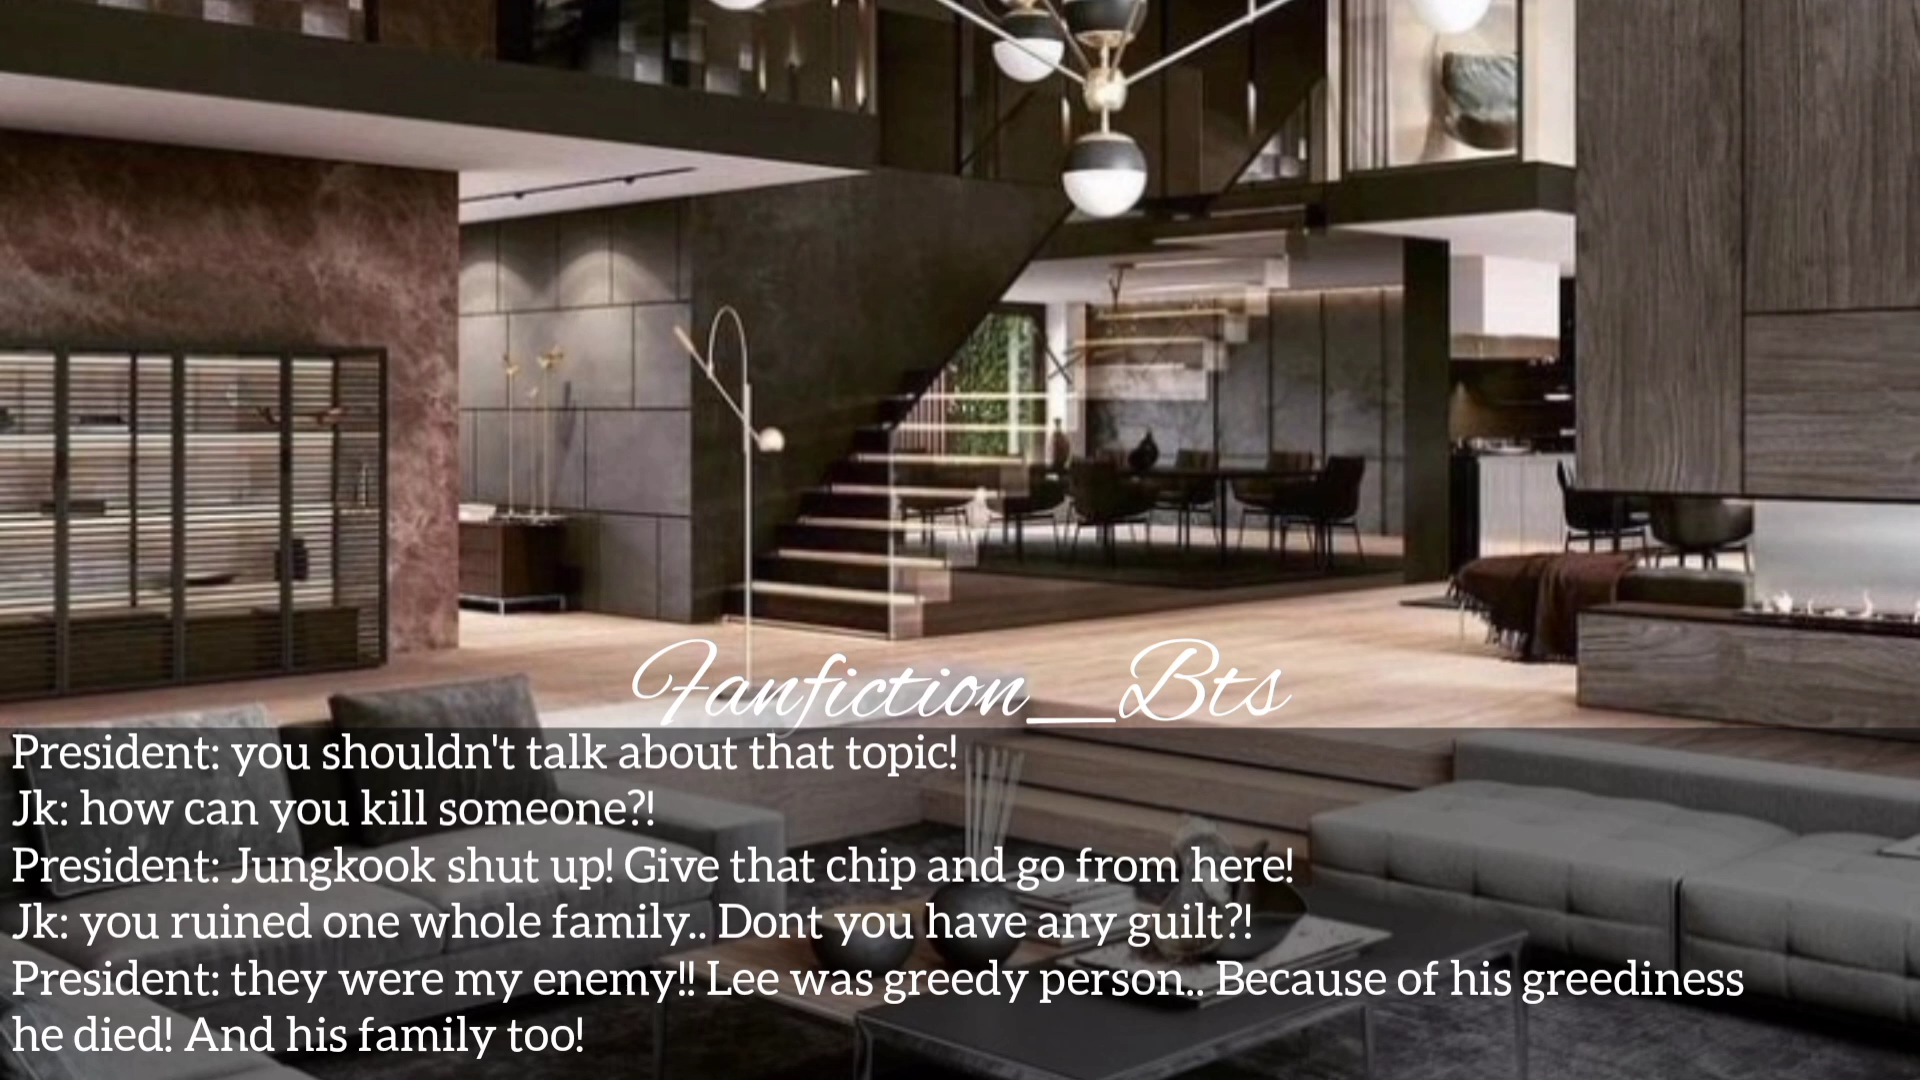 Fanfiction__Bts
President: you shouldn't talk about that topic!
Jk: how can you kill someone?!
President: Jungkook shut up! Give that chip and go from here!
Jk: you ruined one whole family.. Dont you have any guilt?!
President: they were my enemy!! Lee was greedy person.. Because of his greediness
he died! And his family too!